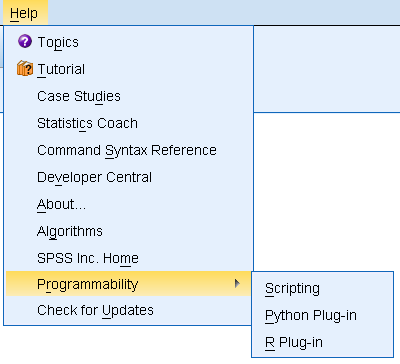 Help
Topics
Tutorial
Case Studies
Statistics Coach
Command Syntax Reference
Developer Central
About...
Algorithms
SPSS Inc. Home
Programmability
Scripting
Check for Updates
Python Plug-in
R Plug-in